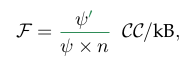 𝓕 = ψ′ / (ψ × n) 𝒞𝒞/kB,